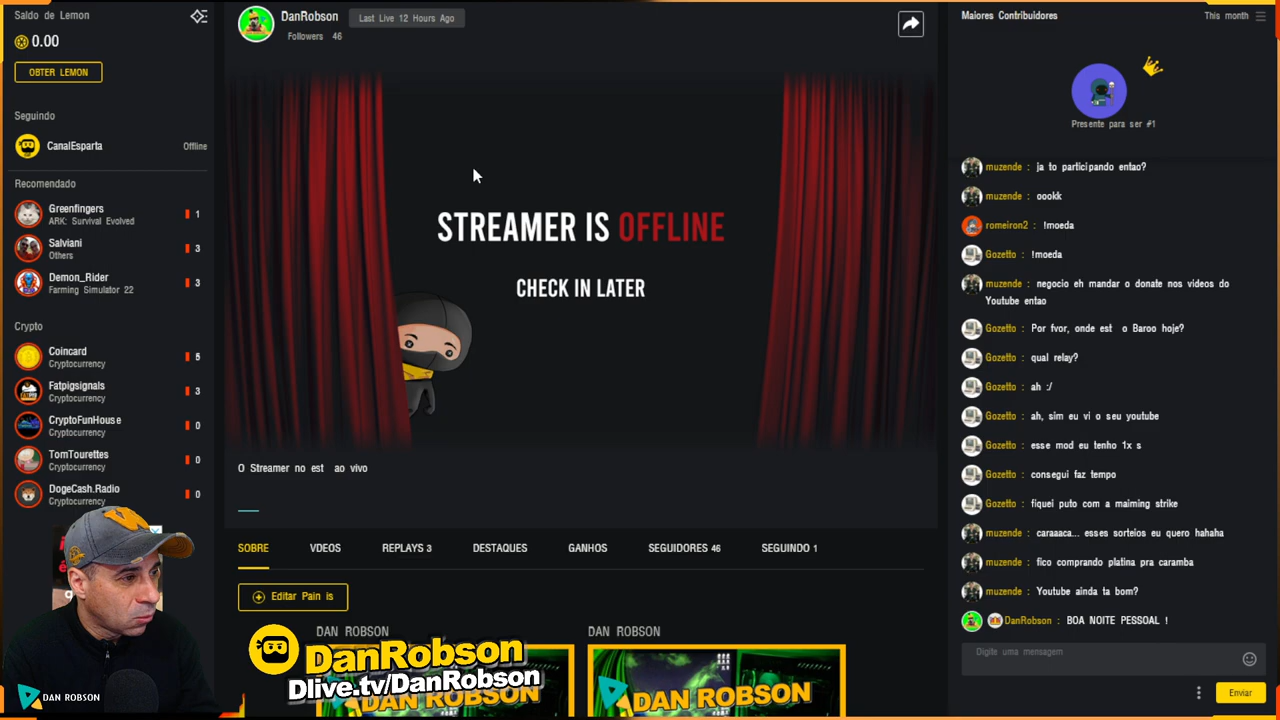 Saldo de Lemon
0.00
OBTER LEMON
Seguindo
CanalEsparta
Offline
Recomendado
Greenfingers
1
ARK: Survival Evolved
Salviani
3
Others
Demon_Rider
3
Farming Simulator 22
Crypto
Coincard
5
Cryptocurrency
Fatpigsignals
3
Cryptocurrency
CryptoFunHouse
0
Cryptocurrency
TomTourettes
0
Cryptocurrency
DogeCash.Radio
0
Cryptocurrency
DAN ROBSON
DanRobson
Last Live 12 Hours Ago
Followers 46
STREAMER IS OFFLINE
CHECK IN LATER
O Streamer no est ao vivo
SOBRE
VDEOS
REPLAYS 3
DESTAQUES
GANHOS
SEGUIDORES 46
SEGUINDO 1
Editar Pain is
DAN ROBSON
DAN ROBSON
DanRobson
Dlive.tv/DanRobson
DAN ROBSON
DAN ROBSON
Maiores Contribuidores
This month
Presente para ser #1
muzende : ja to participando entao?
muzende : oookk
romeiron2 : !moeda
Gozetto : !moeda
muzende : negocio eh mandar o donate nos videos do
Youtube entao
Gozetto : Por fvor, onde est o Baroo hoje?
Gozetto : qual relay?
Gozetto : ah :/
Gozetto : ah, sim eu vi o seu youtube
Gozetto : esse mod eu tenho 1x s
Gozetto : consegui faz tempo
Gozetto : fiquei puto com a maiming strike
muzende : caraaaca... esses sorteios eu quero hahaha
muzende : fico comprando platina pra caramba
muzende : Youtube ainda ta bom?
DanRobson : BOA NOITE PESSOAL !
Digite uma mensagem
Enviar